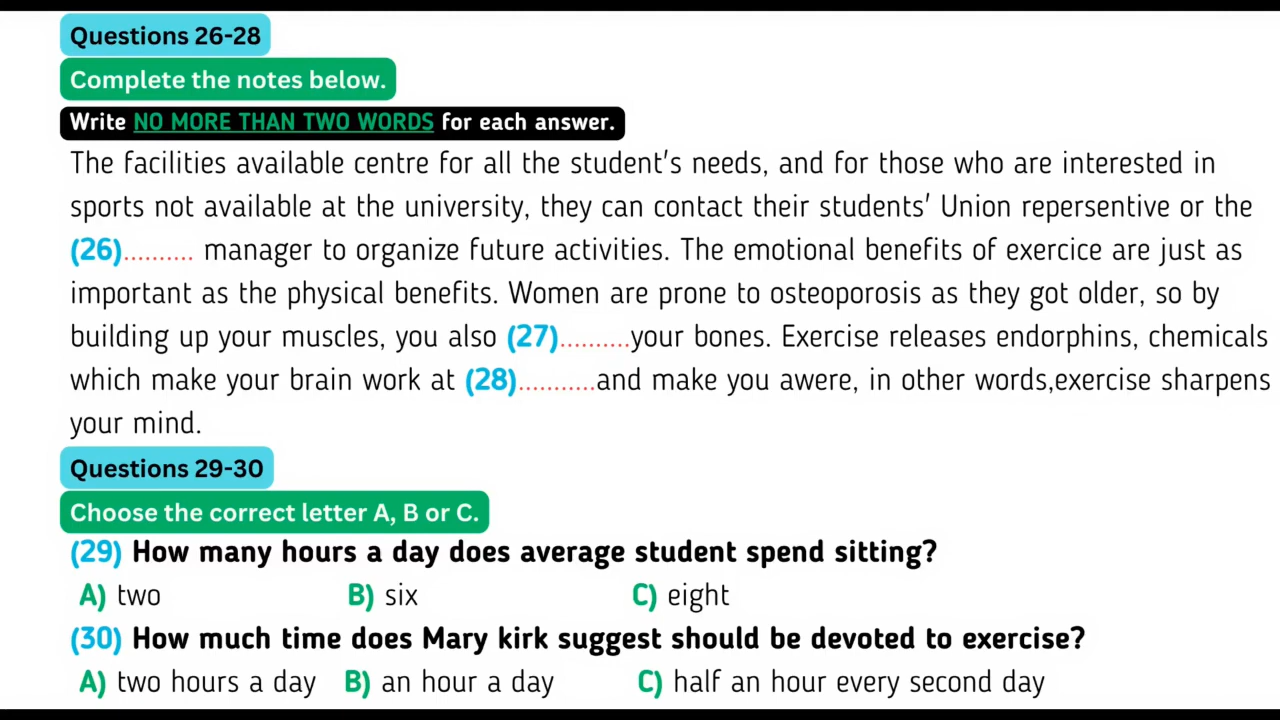 Questions 26-28
Complete the notes below.
Write NO MORE THAN TWO WORDS for each answer.
The facilities available centre for all the student's needs, and for those who are interested in
sports not available at the university, they can contact their students' Union repersentive or the
(26).......... manager to organize future activities. The emotional benefits of exercice are just as
important as the physical benefits. Women are prone to osteoporosis as they got older, so by
building up your muscles, you also (27)..........your bones. Exercise releases endorphins, chemicals
which make your brain work at (28)...........and make you awere, in other words,exercise sharpens
your mind.
Questions 29-30
Choose the correct letter A, B or C.
(29) How many hours a day does average student spend sitting?
A) two B) six C) eight
(30) How much time does Mary kirk suggest should be devoted to exercise?
A) two hours a day B) an hour a day C) half an hour every second day